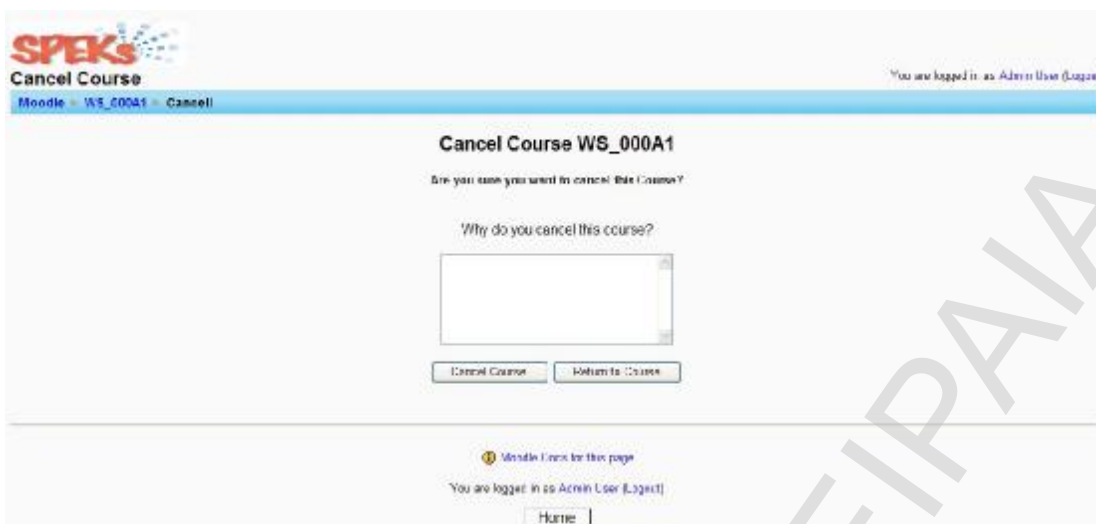 SPEKs
Cancel Course
You are logged in as Admin User (Logou
Moodle WS_000A1 Cancell
Cancel Course WS_000A1
Are you sure you want to cancel this Course?
Why do you cancel this course?
Cancel Course Return to Course
Moodle Docs for this page
You are logged in as Admin User (Logout)
Home
EIPAIA